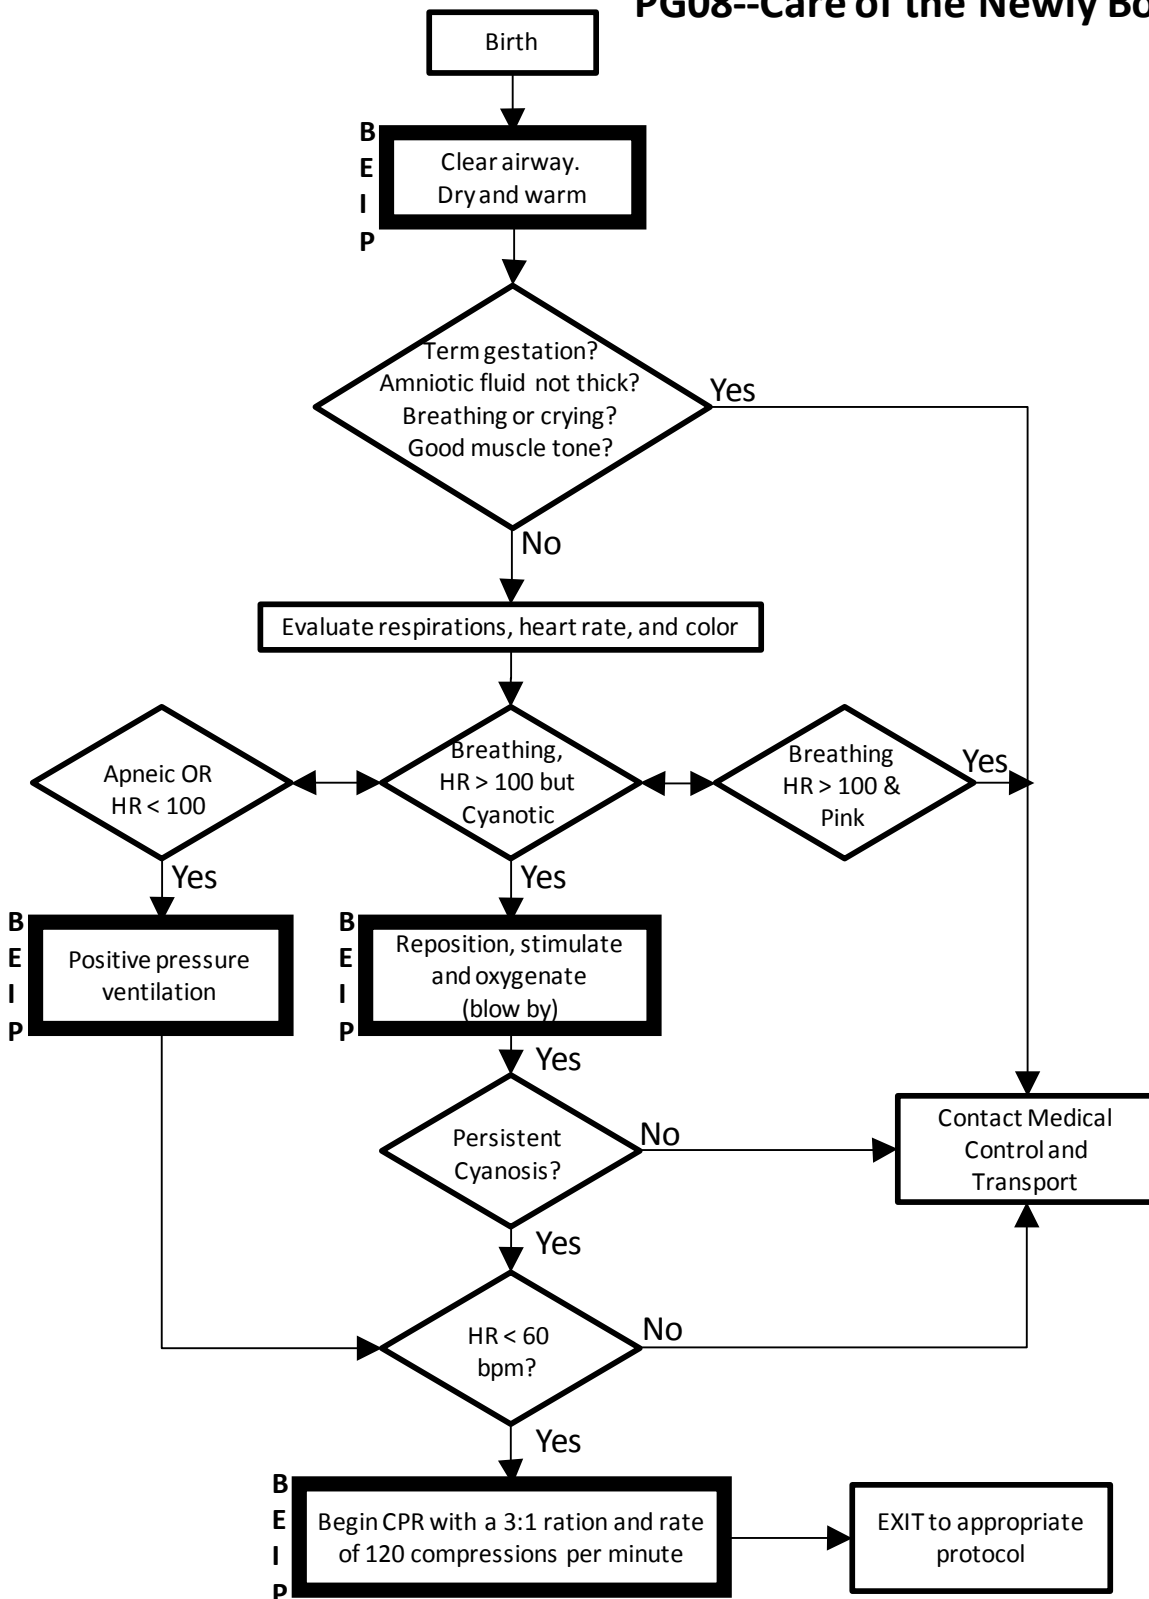 PG08--Care of the Newly Bo
Birth
B
E
I
P
Clear airway.
Dry and warm
Term gestation?
Amniotic fluid not thick?
Breathing or crying?
Good muscle tone?
Yes
No
Evaluate respirations, heart rate, and color
Apneic OR
HR < 100
Breathing,
HR > 100 but
Cyanotic
Breathing
HR > 100 &
Pink
Yes
Yes
Yes
B
E
I
P
Positive pressure
ventilation
B
E
I
P
Reposition, stimulate
and oxygenate
(blow by)
Yes
Persistent
Cyanosis?
No
Contact Medical
Control and
Transport
Yes
HR < 60
bpm?
No
Yes
B
E
I
P
Begin CPR with a 3:1 ration and rate
of 120 compressions per minute
EXIT to appropriate
protocol